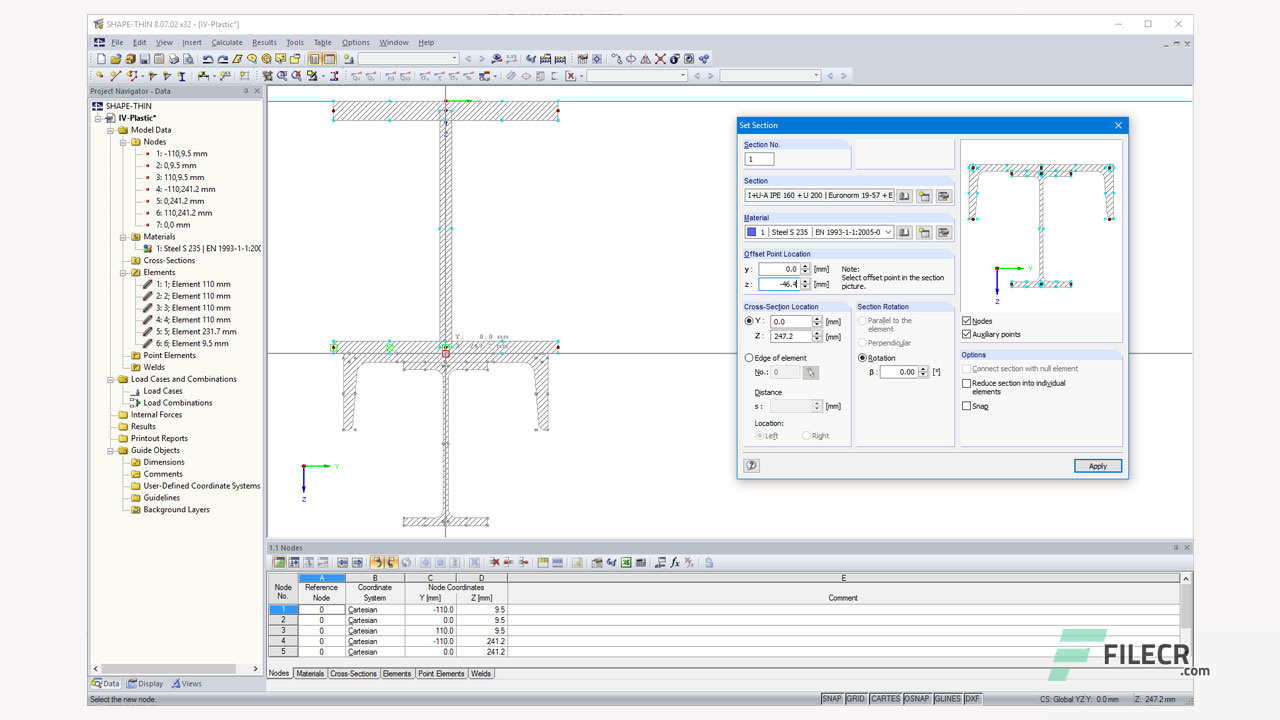 SHAPE-THIN 8.07.02 x32 - [IV-Plastic*]
File Edit View Insert Calculate Results Tools Table Options Window Help
Project Navigator - Data
SHAPE-THIN
IV-Plastic*
Model Data
Nodes
1: -110,9.5 mm
2: 0,9.5 mm
3: 110,9.5 mm
4: -110,241.2 mm
5: 0,241.2 mm
6: 110,241.2 mm
7: 0,0 mm
Materials
1: Steel S 235 | EN 1993-1-1:200
Cross-Sections
Elements
1: 1; Element 110 mm
2: 2; Element 110 mm
3: 3; Element 110 mm
4: 4; Element 110 mm
5: 5; Element 231.7 mm
6: 6; Element 9.5 mm
Point Elements
Welds
Load Cases and Combinations
Load Cases
Load Combinations
Internal Forces
Results
Printout Reports
Guide Objects
Dimensions
Comments
User-Defined Coordinate Systems
Guidelines
Background Layers
Data Display Views
Y
Z
Y: 0.0 mm
Y
Z
Set Section
Section No.
1
Section
I+U-A IPE 160 + U 200 | Euronorm 19-57 + E
Material
1 | Steel S 235 | EN 1993-1-1:2005-0
Offset Point Location
y : 0.0 [mm]
z : -46.4 [mm]
Note:
Select offset point in the section
picture.
Cross-Section Location
Y : 0.0 [mm]
Z : 247.2 [mm]
Edge of element
No.: 0
Distance
s : [mm]
Location:
Left Right
Section Rotation
Parallel to the
element
Perpendicular
Rotation
β : 0.00 [°]
Y
Z
Nodes
Auxiliary points
Options
Connect section with null element
Reduce section into individual
elements
Snap
Apply
1.1 Nodes
A B C D E
Node Reference Coordinate Node Coordinates
No. Node System Y [mm] Z [mm] Comment
1 0 Cartesian -110.0 9.5
2 0 Cartesian 0.0 9.5
3 0 Cartesian 110.0 9.5
4 0 Cartesian -110.0 241.2
5 0 Cartesian 0.0 241.2
Nodes Materials Cross-Sections Elements Point Elements Welds
FILECR
.com
Select the new node.
SNAP GRID CARTES OSNAP GLINES DXF CS: Global YZ Y: 0.0 mm Z: 247.2 mm